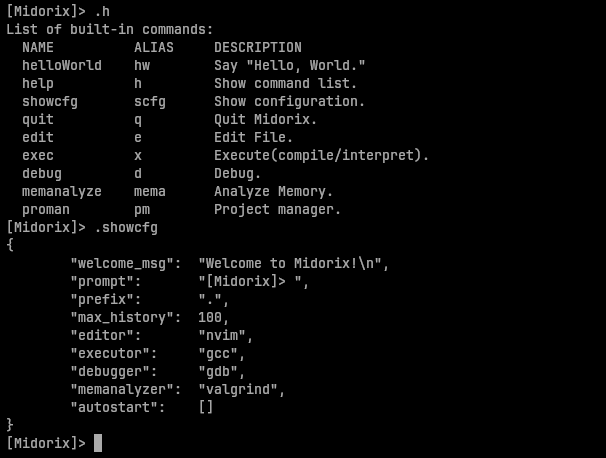 [Midorix]> .h
List of built-in commands:
  NAME          ALIAS     DESCRIPTION
  helloWorld    hw        Say "Hello, World."
  help          h         Show command list.
  showcfg       scfg      Show configuration.
  quit          q         Quit Midorix.
  edit          e         Edit File.
  exec          x         Execute(compile/interpret).
  debug         d         Debug.
  memanalyze    mema      Analyze Memory.
  proman        pm        Project manager.
[Midorix]> .showcfg
{
        "welcome_msg":  "Welcome to Midorix!\n",
        "prompt":       "[Midorix]> ",
        "prefix":       ".",
        "max_history":  100,
        "editor":       "nvim",
        "executor":     "gcc",
        "debugger":     "gdb",
        "memanalyzer":  "valgrind",
        "autostart":    []
}
[Midorix]>